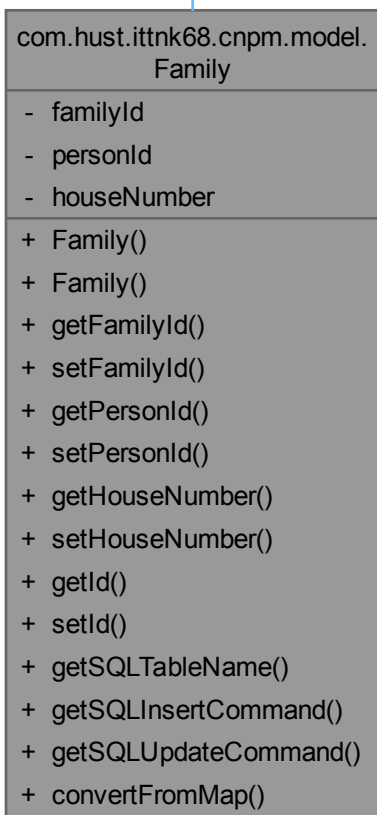 com.hust.ittnk68.cnpm.model.
Family
- familyId
- personId
- houseNumber
+ Family()
+ Family()
+ getFamilyId()
+ setFamilyId()
+ getPersonId()
+ setPersonId()
+ getHouseNumber()
+ setHouseNumber()
+ getId()
+ setId()
+ getSQLTableName()
+ getSQLInsertCommand()
+ getSQLUpdateCommand()
+ convertFromMap()